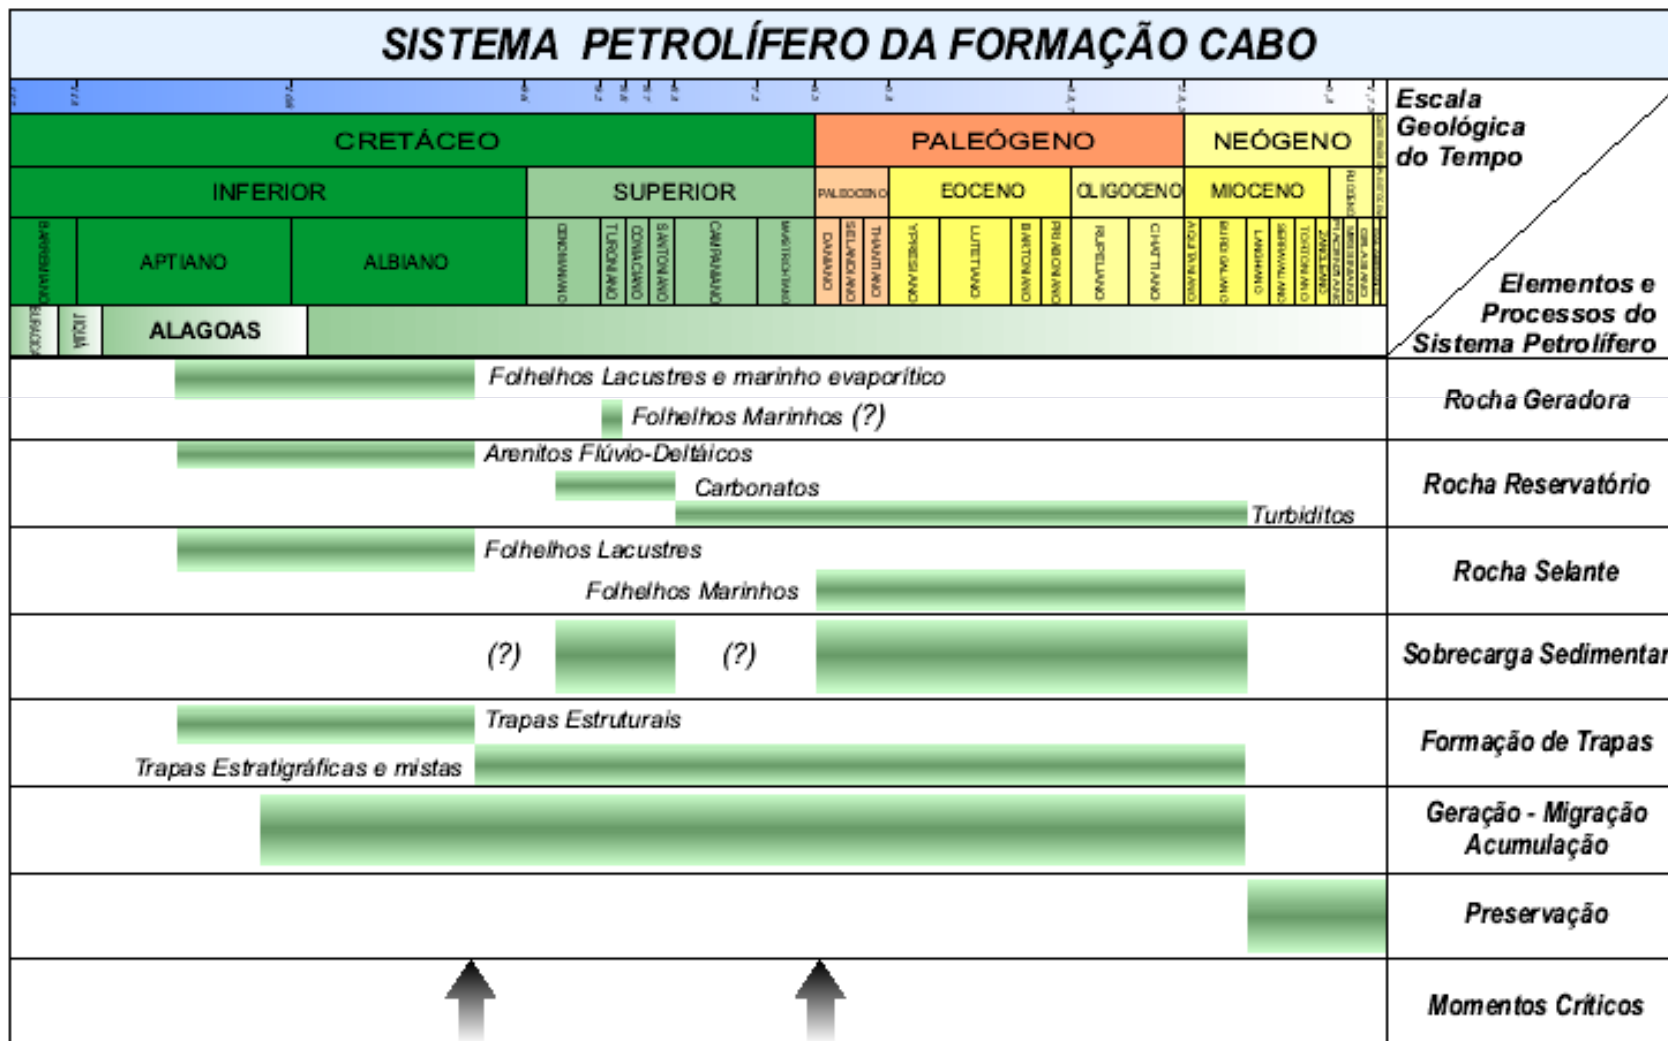 SISTEMA PETROLÍFERO DA FORMAÇÃO CABO
Escala
Geológica
do Tempo
CRETÁCEO
PALEÓGENO
NEÓGENO
INFERIOR
SUPERIOR
PALEOCENO
EOCENO
OLIGOCENO
MIOCENO
BARREMIANO
APTIANO
ALBIANO
CENOMANIANO
TURONIANO
CONIACIANO
SANTONIANO
CAMPANIANO
MAASTRICHTIANO
DANIANO
SELANDIANO
THANTIANO
YPRESIANO
LUTETIANO
BARTONIANO
PRIABONIANO
RUPELIANO
CHATTIANO
AQUITANIANO
BURDIGALIANO
LANGHIANO
SERRAVALIANO
TORTONIANO
Elementos e
Processos do
Sistema Petrolífero
JIQUIÁ
ALAGOAS
Folhelhos Lacustres e marinho evaporítico
Folhelhos Marinhos (?)
Rocha Geradora
Arenitos Flúvio-Deltáicos
Carbonatos
Turbiditos
Rocha Reservatório
Folhelhos Lacustres
Folhelhos Marinhos
Rocha Selante
(?)
(?)
Sobrecarga Sedimentar
Trapas Estruturais
Trapas Estratigráficas e mistas
Formação de Trapas
Geração - Migração
Acumulação
Preservação
Momentos Críticos